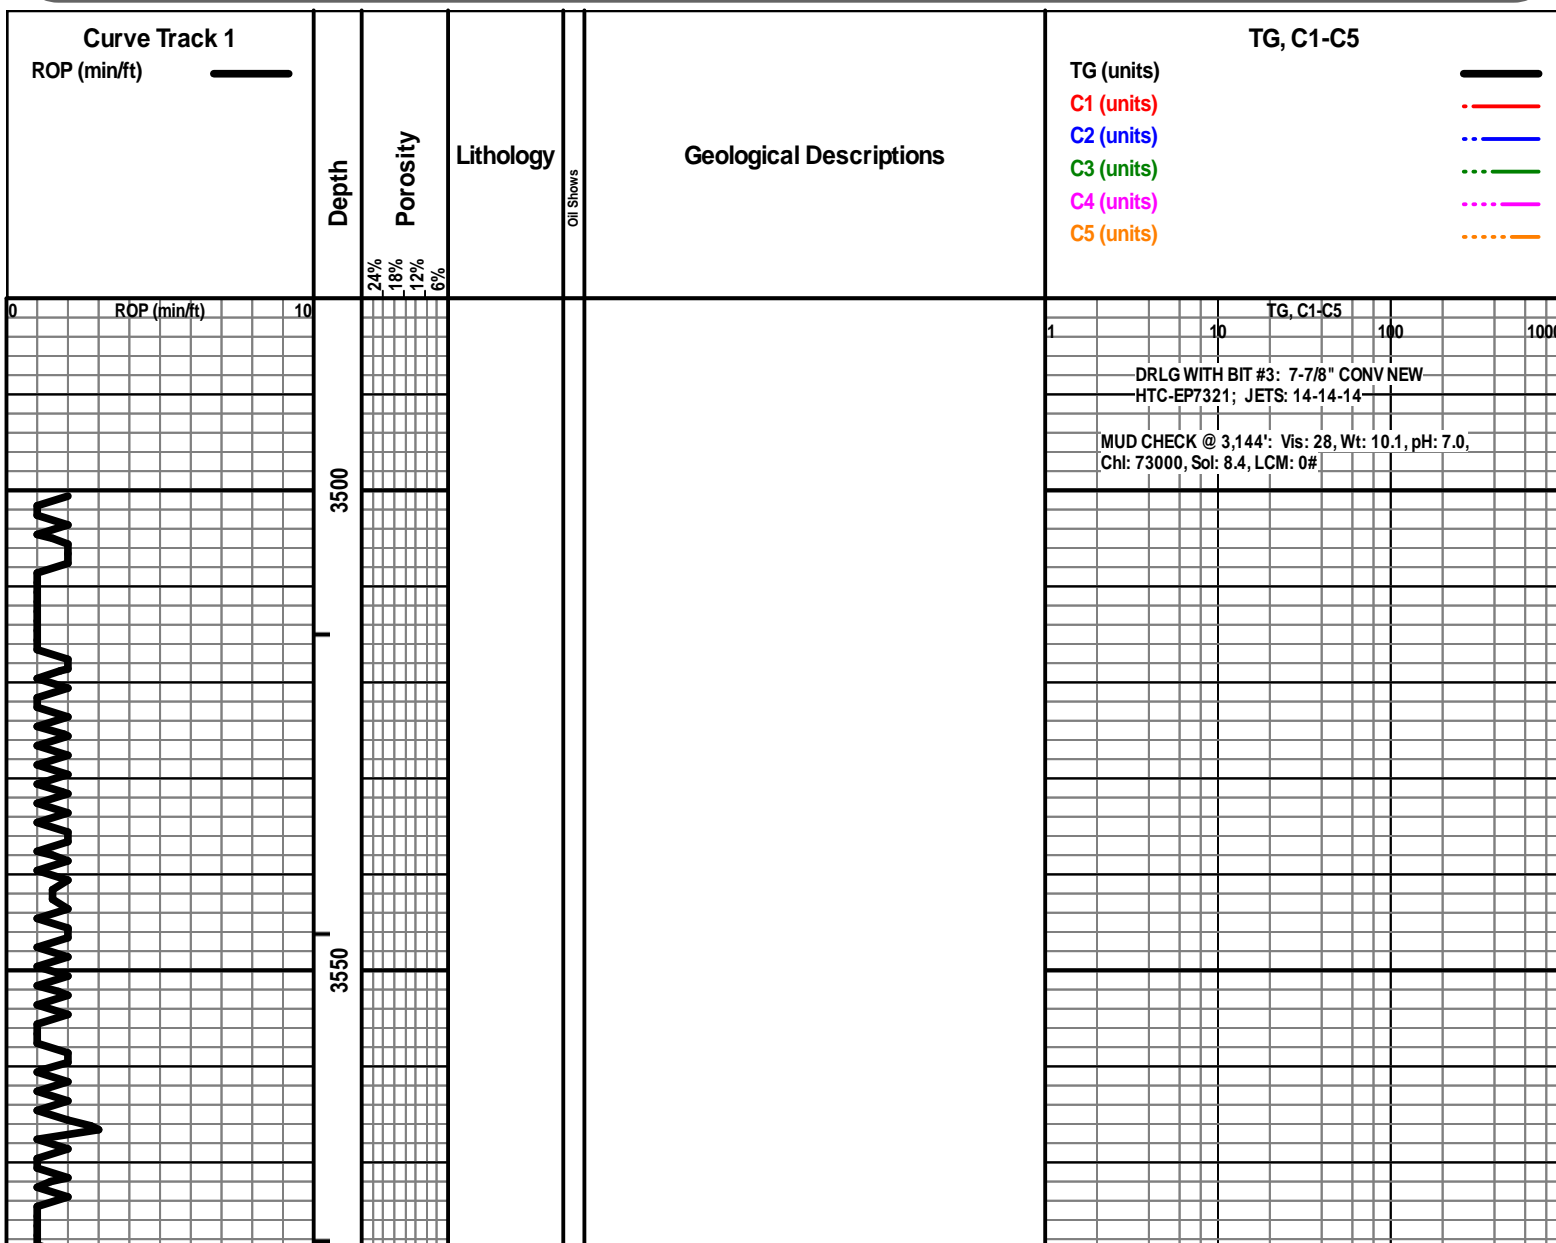 Curve Track 1
ROP (min/ft)
Depth
Porosity
24%
18%
12%
6%
Lithology
Oil Shows
Geological Descriptions
TG, C1-C5
TG (units)
C1 (units)
C2 (units)
C3 (units)
C4 (units)
C5 (units)
0 ROP (min/ft) 10
TG, C1-C5
1 10 100 1000
DRLG WITH BIT #3: 7-7/8" CONV NEW
HTC-EP7321; JETS: 14-14-14
MUD CHECK @ 3,144': Vis: 28, Wt: 10.1, pH: 7.0,
Chl: 73000, Sol: 8.4, LCM: 0#
3500
3550